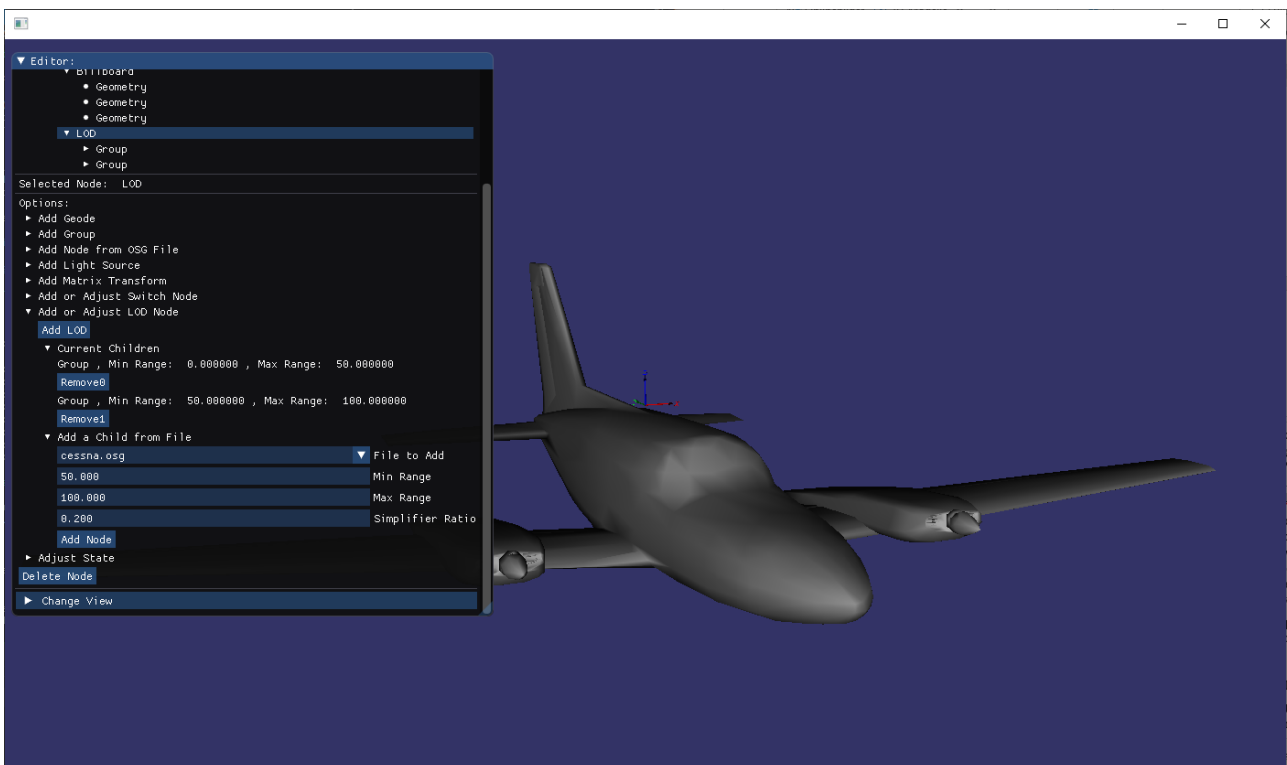 Editor:
Billboard
Geometry
Geometry
Geometry
LOD
Group
Group
Selected Node: LOD
Options:
Add Geode
Add Group
Add Node from OSG File
Add Light Source
Add Matrix Transform
Add or Adjust Switch Node
Add or Adjust LOD Node
Add LOD
Current Children
Group , Min Range: 0.000000 , Max Range: 50.000000
Remove0
Group , Min Range: 50.000000 , Max Range: 100.000000
Remove1
Add a Child from File
cessna.osg File to Add
50.000 Min Range
100.000 Max Range
0.200 Simplifier Ratio
Add Node
Adjust State
Delete Node
Change View